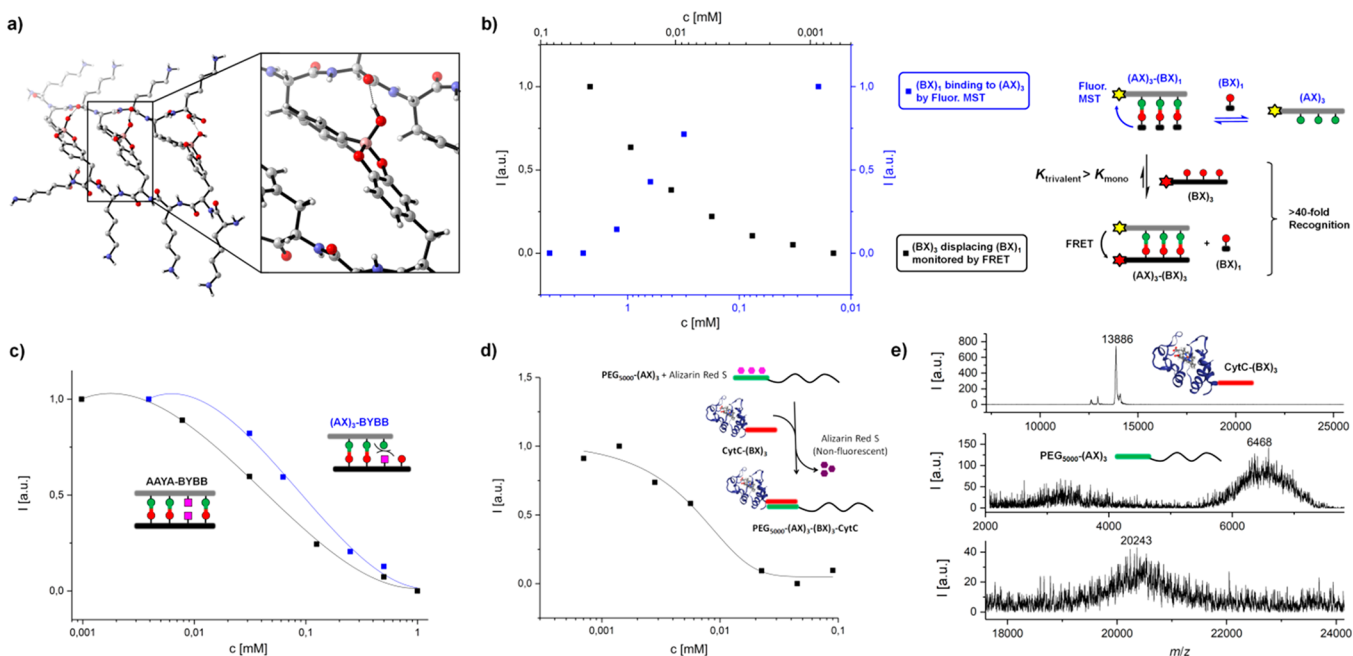 a)
b)
c [mM]
0,1
0,01
0,001
1,0
0,5
0,0
I [a.u.]
1,0
0,5
0,0
I [a.u.]
1
0,1
0,01
c [mM]
(BX)1 binding to (AX)3
by Fluor. MST
(BX)3 displacing (BX)1
monitored by FRET
Fluor.
MST
(AX)3-(BX)1
(BX)1
(AX)3
Ktrivalent > Kmono
(BX)3
>40-fold
Recognition
FRET
+
(BX)1
(AX)3-(BX)3
c)
1,0
0,5
0,0
I [a.u.]
(AX)3-BYBB
AAYA-BYBB
0,001
0,01
0,1
1
c [mM]
d)
1,5
1,0
0,5
0,0
I [a.u.]
PEG5000-(AX)3 + Alizarin Red S
CytC-(BX)3
Alizarin Red S
(Non-fluorescent)
PEG5000-(AX)3-(BX)3-CytC
0,001
0,01
0,1
c [mM]
e)
800
600
400
200
0
I [a.u.]
13886
CytC-(BX)3
10000
15000
20000
25000
150
100
50
0
I [a.u.]
PEG5000-(AX)3
6468
2000
4000
6000
40
20
0
I [a.u.]
20243
18000
20000
22000
24000
m/z